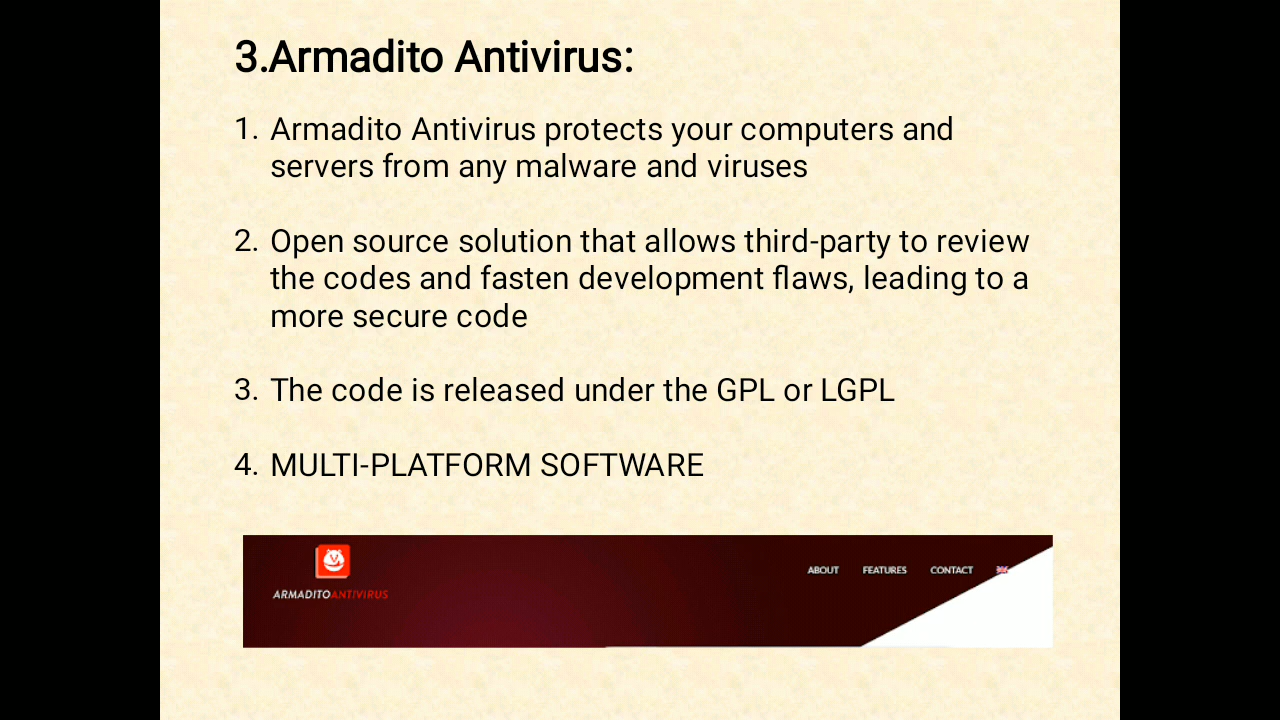 3.Armadito Antivirus:
1. Armadito Antivirus protects your computers and
servers from any malware and viruses
2. Open source solution that allows third-party to review
the codes and fasten development flaws, leading to a
more secure code
3. The code is released under the GPL or LGPL
4. MULTI-PLATFORM SOFTWARE
ABOUT FEATURES CONTACT
ARMADITOANTIVIRUS